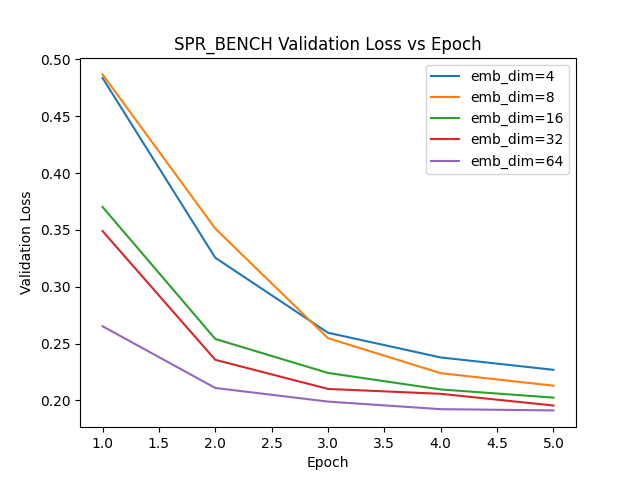 SPR_BENCH Validation Loss vs Epoch
emb_dim=4
emb_dim=8
emb_dim=16
emb_dim=32
emb_dim=64
0.50
0.45
0.40
0.35
0.30
0.25
0.20
Validation Loss
1.0 1.5 2.0 2.5 3.0 3.5 4.0 4.5 5.0
Epoch